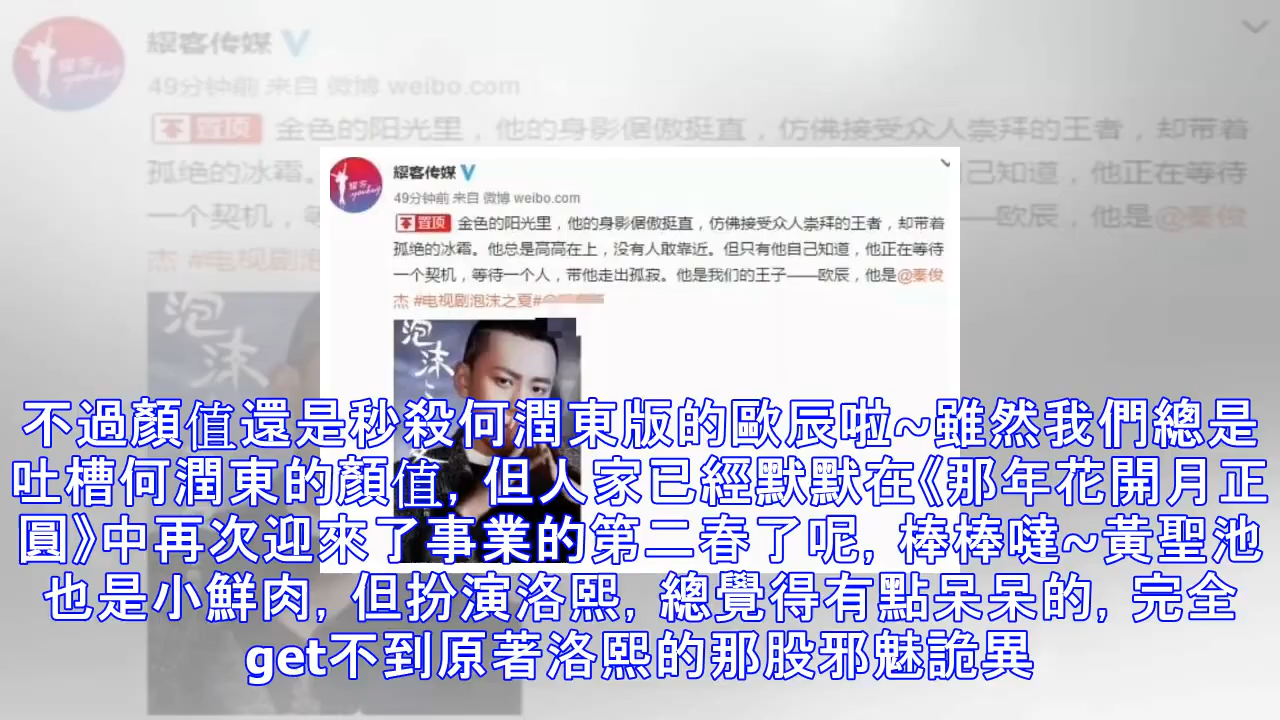 耀客传媒
49分钟前 来自 微博 weibo.com
置顶 金色的阳光里，他的身影倨傲挺直，仿佛接受众人崇拜的王者，却带着
孤绝的冰霜。他总是高高在上，没有人敢靠近。但只有他自己知道，他正在等待
一个契机，等待一个人，带他走出孤寂。他是我们的王子——欧辰，他是@秦俊
杰 #电视剧泡沫之夏#
泡沫之夏
不過顏值還是秒殺何潤東版的歐辰啦~雖然我們總是
吐槽何潤東的顏值, 但人家已經默默在《那年花開月正
圓》中再次迎來了事業的第二春了呢, 棒棒噠~黃聖池
也是小鮮肉, 但扮演洛熙, 總覺得有點呆呆的, 完全
get不到原著洛熙的那股邪魅詭異